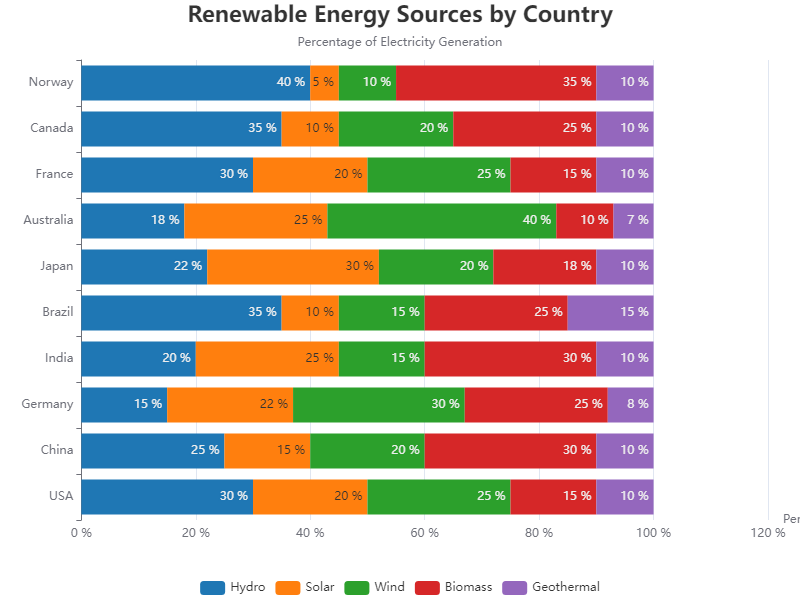 Renewable Energy Sources by Country
Percentage of Electricity Generation
Norway 40 % 5 % 10 % 35 % 10 %
Canada 35 % 10 % 20 % 25 % 10 %
France 30 % 20 % 25 % 15 % 10 %
Australia 18 % 25 % 40 % 10 % 7 %
Japan 22 % 30 % 20 % 18 % 10 %
Brazil 35 % 10 % 15 % 25 % 15 %
India 20 % 25 % 15 % 30 % 10 %
Germany 15 % 22 % 30 % 25 % 8 %
China 25 % 15 % 20 % 30 % 10 %
USA 30 % 20 % 25 % 15 % 10 %
Per
0 % 20 % 40 % 60 % 80 % 100 % 120 %
Hydro Solar Wind Biomass Geothermal